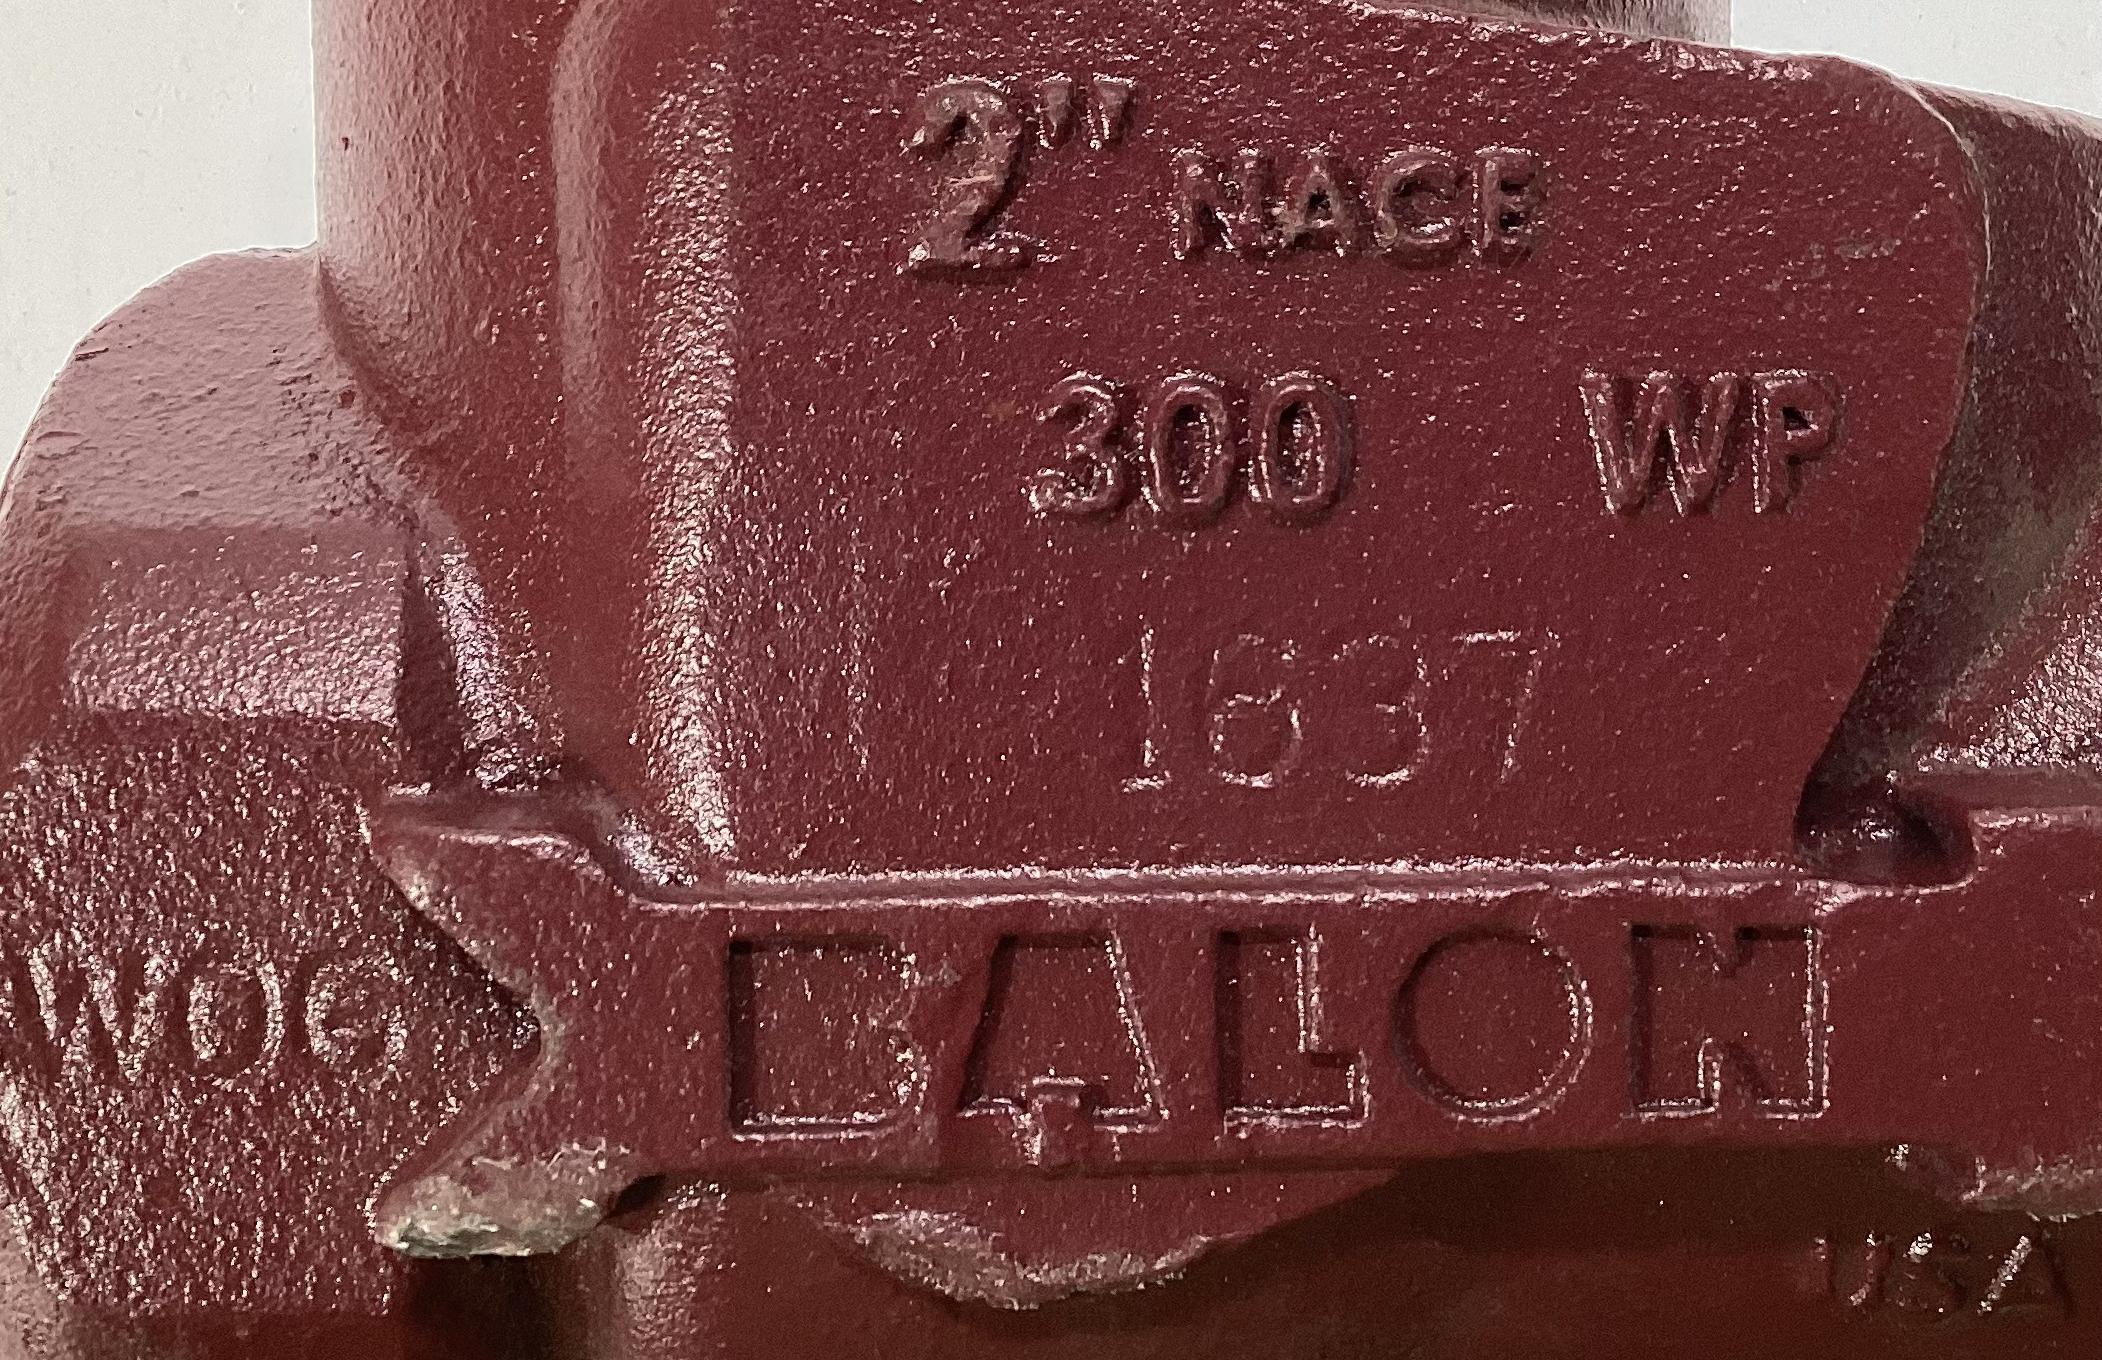 2" NACE
300 WP
1637
WOG
BALON
USA